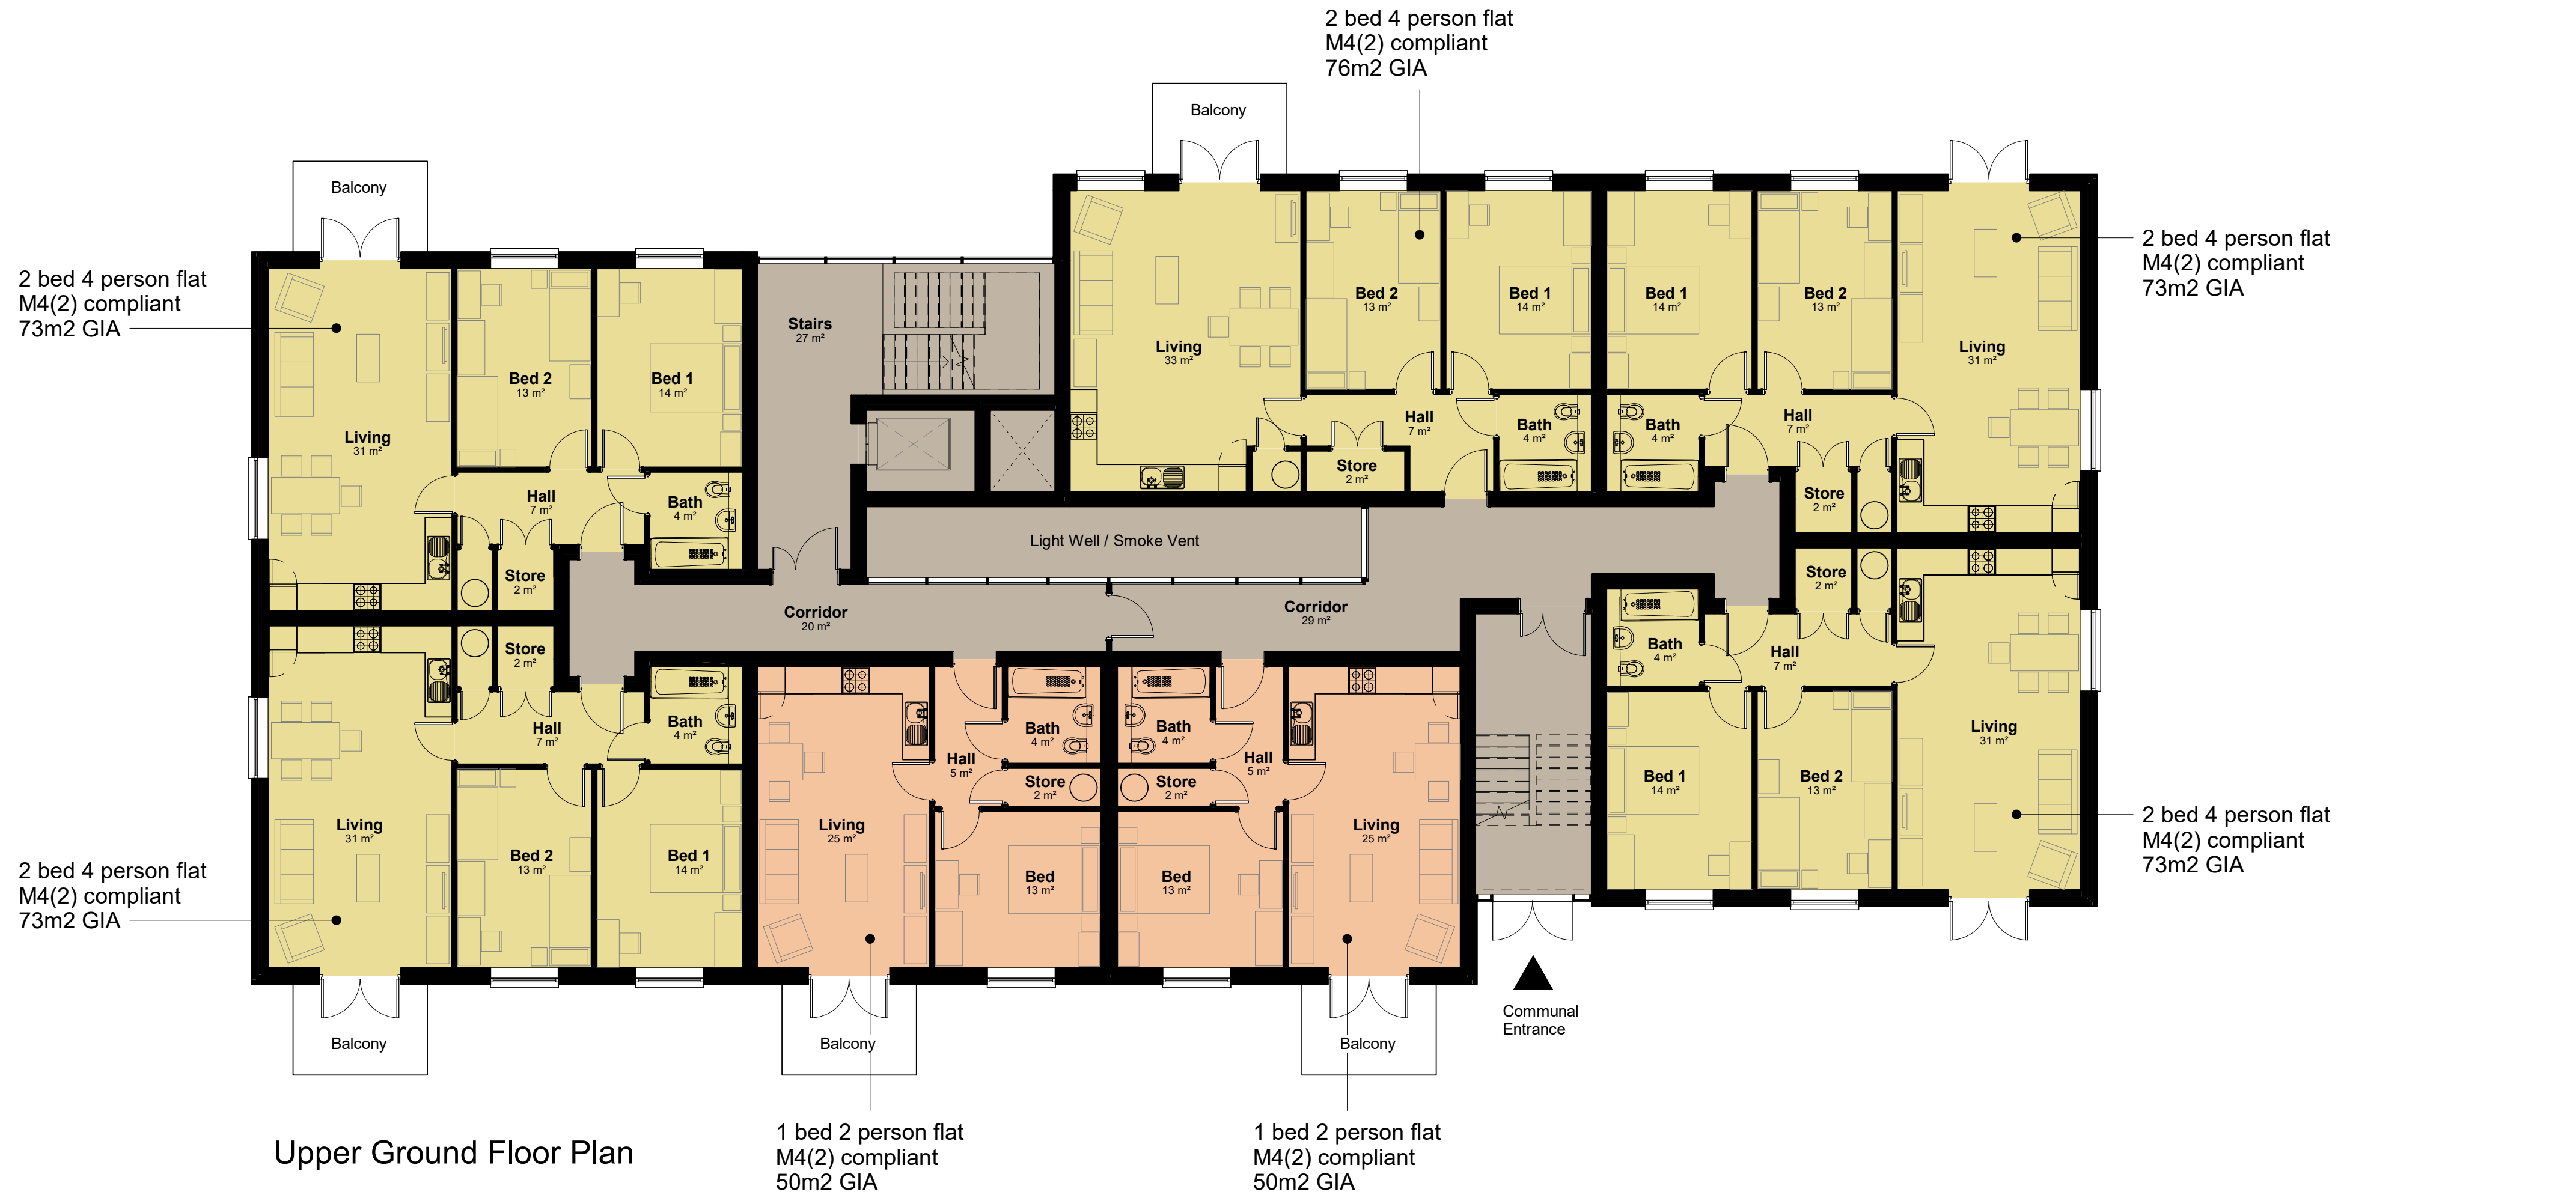 2 bed 4 person flat
M4(2) compliant
76m2 GIA
Balcony
Balcony
2 bed 4 person flat
M4(2) compliant
73m2 GIA
2 bed 4 person flat
M4(2) compliant
73m2 GIA
Living
31 m²
Bed 2
13 m²
Bed 1
14 m²
Hall
7 m²
Bath
4 m²
Store
2 m²
Stairs
27 m²
Living
33 m²
Bed 2
13 m²
Bed 1
14 m²
Hall
7 m²
Bath
4 m²
Store
2 m²
Bed 1
14 m²
Bed 2
13 m²
Living
31 m²
Bath
4 m²
Hall
7 m²
Store
2 m²
Light Well / Smoke Vent
Corridor
20 m²
Corridor
29 m²
Store
2 m²
Hall
7 m²
Bath
4 m²
Living
31 m²
Bed 2
13 m²
Bed 1
14 m²
2 bed 4 person flat
M4(2) compliant
73m2 GIA
Living
25 m²
Hall
5 m²
Bath
4 m²
Store
2 m²
Bed
13 m²
Bath
4 m²
Store
2 m²
Hall
5 m²
Bed
13 m²
Living
25 m²
Store
2 m²
Bath
4 m²
Hall
7 m²
Bed 1
14 m²
Bed 2
13 m²
Living
31 m²
2 bed 4 person flat
M4(2) compliant
73m2 GIA
Communal
Entrance
Balcony
Balcony
Balcony
Upper Ground Floor Plan
1 bed 2 person flat
M4(2) compliant
50m2 GIA
1 bed 2 person flat
M4(2) compliant
50m2 GIA